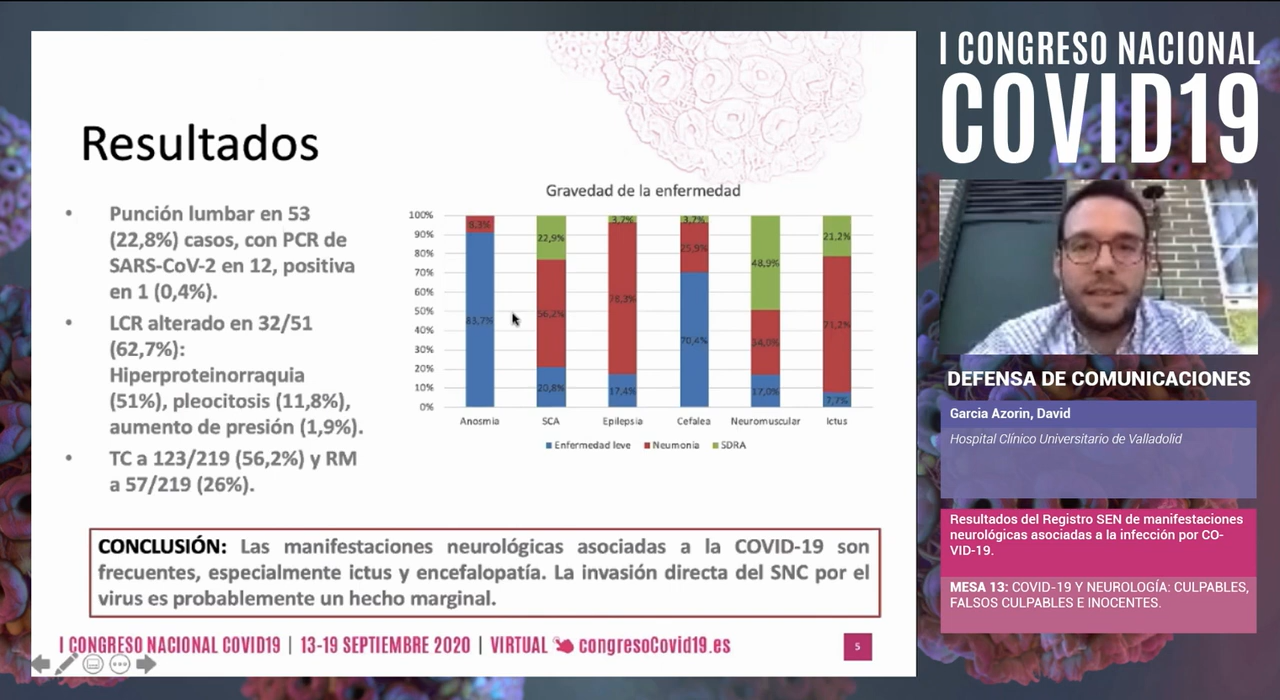 Resultados
• Punción lumbar en 53
(22,8%) casos, con PCR de
SARS-CoV-2 en 12, positiva
en 1 (0,4%).
• LCR alterado en 32/51
(62,7%):
Hiperproteinorraquia
(51%), pleocitosis (11,8%),
aumento de presión (1,9%).
• TC a 123/219 (56,2%) y RM
a 57/219 (26%).
Gravedad de la enfermedad
100%
90%
80%
70%
60%
50%
40%
30%
20%
10%
0%
9,3%
83,7%
22,9%
56,2%
20,8%
3,7%
78,3%
17,4%
3,7%
25,9%
70,4%
48,9%
34,0%
17,0%
21,2%
71,2%
7,7%
Anosmia SCA Epilepsia Cefalea Neuromuscular Ictus
Enfermedad leve Neumonía SDRA
CONCLUSIÓN: Las manifestaciones neurológicas asociadas a la COVID-19 son
frecuentes, especialmente ictus y encefalopatía. La invasión directa del SNC por el
virus es probablemente un hecho marginal.
I CONGRESO NACIONAL COVID19 | 13-19 SEPTIEMBRE 2020 | VIRTUAL congresoCovid19.es
5
I CONGRESO NACIONAL
COVID19
DEFENSA DE COMUNICACIONES
Garcia Azorin, David
Hospital Clínico Universitario de Valladolid
Resultados del Registro SEN de manifestaciones
neurológicas asociadas a la infección por CO-
VID-19.
MESA 13: COVID-19 Y NEUROLOGÍA: CULPABLES,
FALSOS CULPABLES E INOCENTES.